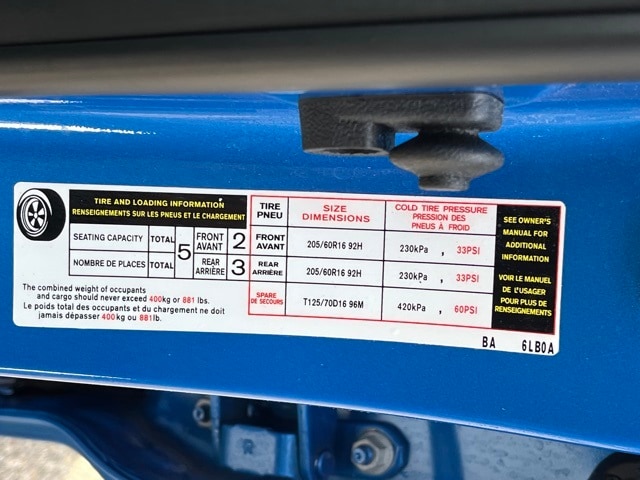 TIRE AND LOADING INFORMATION
RENSEIGNEMENTS SUR LES PNEUS ET LE CHARGEMENT
SEATING CAPACITY TOTAL 5 FRONT AVANT 2
NOMBRE DE PLACES TOTAL REAR ARRIÈRE 3
The combined weight of occupants
and cargo should never exceed 400kg or 881 lbs.
Le poids total des occupants et du chargement ne doit
jamais dépasser 400kg ou 881lb.
TIRE PNEU SIZE DIMENSIONS COLD TIRE PRESSURE PRESSION DES PNEUS À FROID
FRONT AVANT 205/60R16 92H 230kPa , 33PSI
REAR ARRIÈRE 205/60R16 92H 230kPa , 33PSI
SPARE DE SECOURS T125/70D16 96M 420kPa , 60PSI
SEE OWNER'S
MANUAL FOR
ADDITIONAL
INFORMATION
VOIR LE MANUEL
DE L'USAGER
POUR PLUS DE
RENSEIGNEMENTS
BA 6LB0A
R